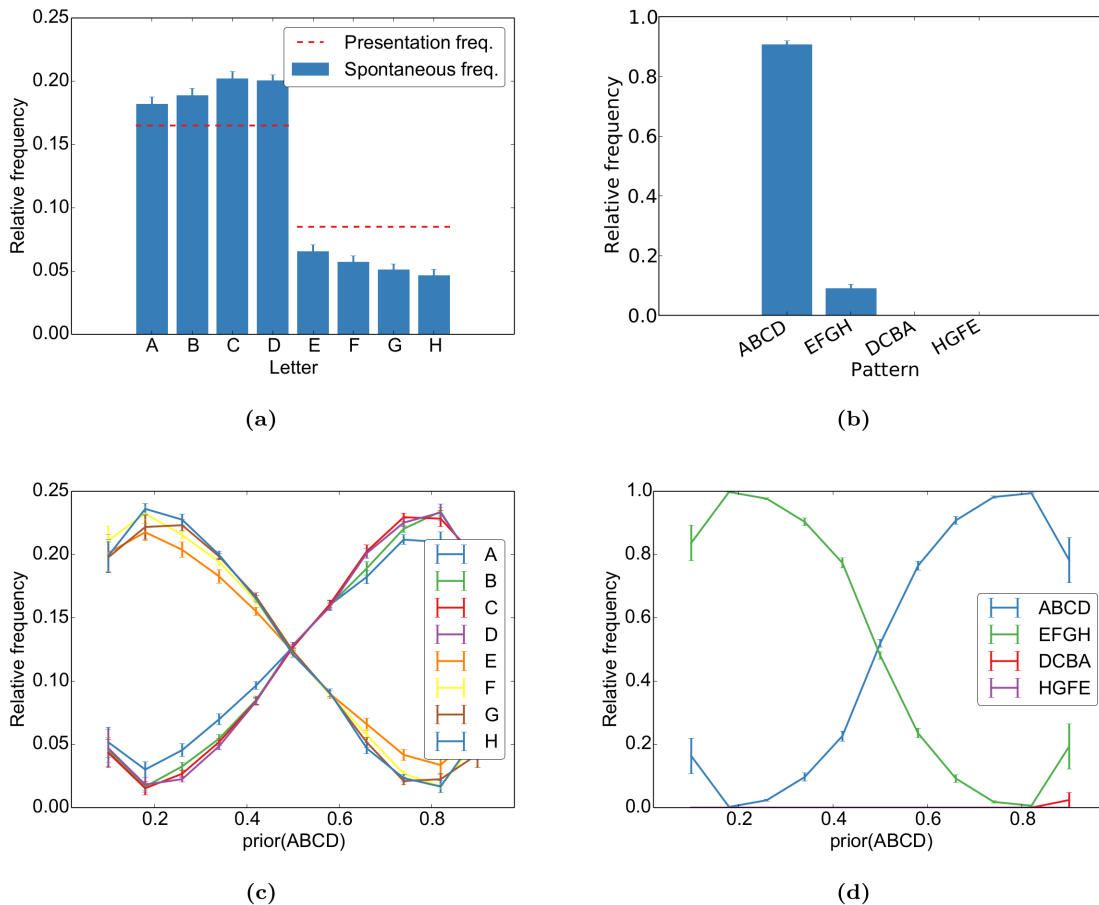 0.25
0.20
0.15
0.10
0.05
0.00
Relative frequency
Presentation freq.
Spontaneous freq.
A B C D E F G H
Letter
(a)
1.0
0.8
0.6
0.4
0.2
0.0
Relative frequency
ABCD EFGH DCBA HGFE
Pattern
(b)
0.25
0.20
0.15
0.10
0.05
0.00
Relative frequency
A
B
C
D
E
F
G
H
0.2 0.4 0.6 0.8
prior(ABCD)
(c)
1.0
0.8
0.6
0.4
0.2
0.0
Relative frequency
ABCD
EFGH
DCBA
HGFE
0.2 0.4 0.6 0.8
prior(ABCD)
(d)